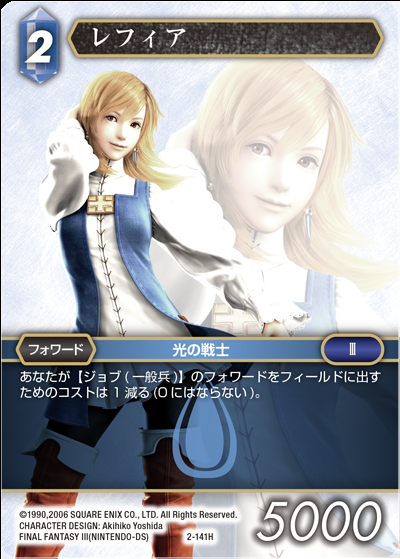 2
レフィア
フォワード
光の戦士
III
あなたが【ジョブ(一般兵)】のフォワードをフィールドに出す
ためのコストは1減る(0にはならない)。
©1990,2006 SQUARE ENIX CO., LTD. All Rights Reserved.
CHARACTER DESIGN: Akihiko Yoshida
FINAL FANTASY III(NINTENDO-DS)
2-141H
5000